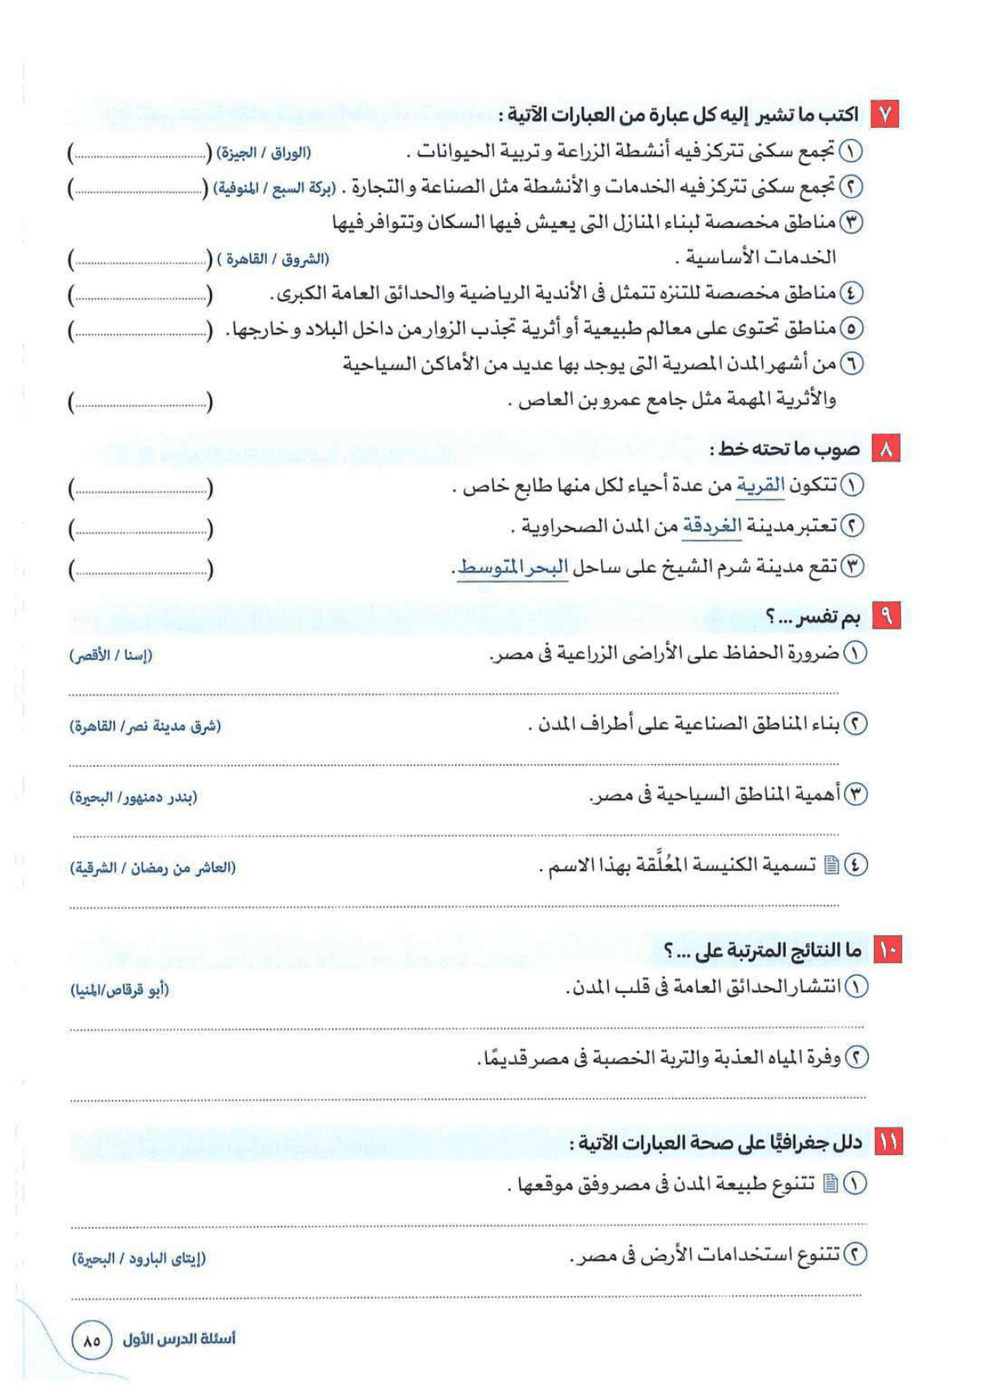 ٧ اكتب ما تشير إليه كل عبارة من العبارات الآتية :
١ تجمع سكنى تتركز فيه أنشطة الزراعة وتربية الحيوانات . (الوراق / الجيزة) (..............................)
٢ تجمع سكنى تتركز فيه الخدمات والأنشطة مثل الصناعة والتجارة . (بركة السبع / المنوفية) (..............................)
٣ مناطق مخصصة لبناء المنازل التى يعيش فيها السكان وتتوافر فيها
الخدمات الأساسية . (الشروق / القاهرة ) (..............................)
٤ مناطق مخصصة للتنزه تتمثل فى الأندية الرياضية والحدائق العامة الكبرى. (..............................)
٥ مناطق تحتوى على معالم طبيعية أو أثرية تجذب الزوار من داخل البلاد وخارجها. (..............................)
٦ من أشهر المدن المصرية التى يوجد بها عديد من الأماكن السياحية
والأثرية المهمة مثل جامع عمرو بن العاص . (..............................)
٨ صوب ما تحته خط :
١ تتكون القرية من عدة أحياء لكل منها طابع خاص . (..............................)
٢ تعتبر مدينة الغردقة من المدن الصحراوية . (..............................)
٣ تقع مدينة شرم الشيخ على ساحل البحر المتوسط. (..............................)
٩ بم تفسر ... ؟
١ ضرورة الحفاظ على الأراضى الزراعية فى مصر. (إسنا / الأقصر)
٢ بناء المناطق الصناعية على أطراف المدن . (شرق مدينة نصر/ القاهرة)
٣ أهمية المناطق السياحية فى مصر. (بندر دمنهور/ البحيرة)
٤ تسمية الكنيسة المُعلَّقة بهذا الاسم . (العاشر من رمضان / الشرقية)
١٠ ما النتائج المترتبة على ... ؟
١ انتشار الحدائق العامة فى قلب المدن. (أبو قرقاص/المنيا)
٢ وفرة المياه العذبة والتربة الخصبة فى مصر قديمًا.
١١ دلل جغرافيًا على صحة العبارات الآتية :
١ تتنوع طبيعة المدن فى مصر وفق موقعها .
٢ تتنوع استخدامات الأرض فى مصر. (إيتاى البارود / البحيرة)
أسئلة الدرس الأول ٨٥